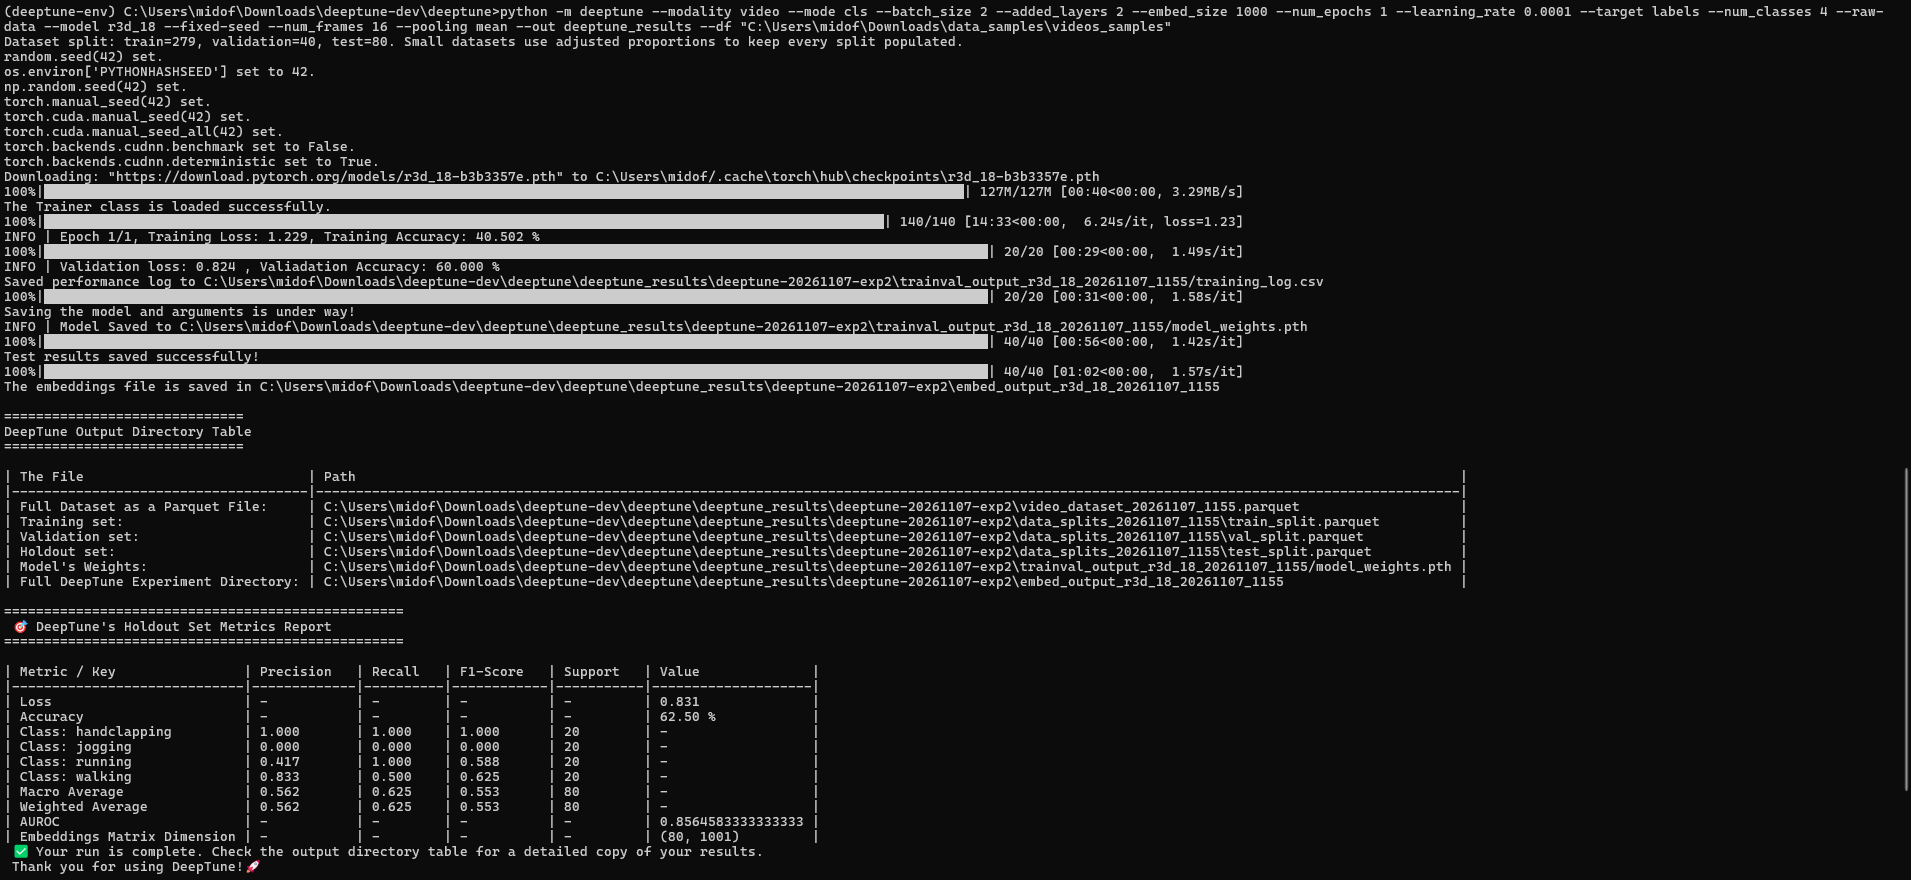 (deeptune-env) C:\Users\midof\Downloads\deeptune-dev\deeptune>python -m deeptune --modality video --mode cls --batch_size 2 --added_layers 2 --embed_size 1000 --num_epochs 1 --learning_rate 0.0001 --target labels --num_classes 4 --raw-
data --model r3d_18 --fixed-seed --num_frames 16 --pooling mean --out deeptune_results --df "C:\Users\midof\Downloads\data_samples\videos_samples"
Dataset split: train=279, validation=40, test=80. Small datasets use adjusted proportions to keep every split populated.
random.seed(42) set.
os.environ['PYTHONHASHSEED'] set to 42.
np.random.seed(42) set.
torch.manual_seed(42) set.
torch.cuda.manual_seed(42) set.
torch.cuda.manual_seed_all(42) set.
torch.backends.cudnn.benchmark set to False.
torch.backends.cudnn.deterministic set to True.
Downloading: "https://download.pytorch.org/models/r3d_18-b3b3357e.pth" to C:\Users\midof/.cache\torch\hub\checkpoints\r3d_18-b3b3357e.pth
100%| | 127M/127M [00:40<00:00, 3.29MB/s]
The Trainer class is loaded successfully.
100%| | 140/140 [14:33<00:00,  6.24s/it, loss=1.23]
INFO | Epoch 1/1, Training Loss: 1.229, Training Accuracy: 40.502 %
100%| | 20/20 [00:29<00:00,  1.49s/it]
INFO | Validation loss: 0.824 , Valiadation Accuracy: 60.000 %
Saved performance log to C:\Users\midof\Downloads\deeptune-dev\deeptune\deeptune_results\deeptune-20261107-exp2\trainval_output_r3d_18_20261107_1155/training_log.csv
100%| | 20/20 [00:31<00:00,  1.58s/it]
Saving the model and arguments is under way!
INFO | Model Saved to C:\Users\midof\Downloads\deeptune-dev\deeptune\deeptune_results\deeptune-20261107-exp2\trainval_output_r3d_18_20261107_1155/model_weights.pth
100%| | 40/40 [00:56<00:00,  1.42s/it]
Test results saved successfully!
100%| | 40/40 [01:02<00:00,  1.57s/it]
The embeddings file is saved in C:\Users\midof\Downloads\deeptune-dev\deeptune\deeptune_results\deeptune-20261107-exp2\embed_output_r3d_18_20261107_1155
==============================
DeepTune Output Directory Table
==============================
| The File | Path |
|------------------------------------|-----------------------------------------------------------------------------------------------------------------------------------------------|
| Full Dataset as a Parquet File: | C:\Users\midof\Downloads\deeptune-dev\deeptune\deeptune_results\deeptune-20261107-exp2\video_dataset_20261107_1155.parquet |
| Training set: | C:\Users\midof\Downloads\deeptune-dev\deeptune\deeptune_results\deeptune-20261107-exp2\data_splits_20261107_1155\train_split.parquet |
| Validation set: | C:\Users\midof\Downloads\deeptune-dev\deeptune\deeptune_results\deeptune-20261107-exp2\data_splits_20261107_1155\val_split.parquet |
| Holdout set: | C:\Users\midof\Downloads\deeptune-dev\deeptune\deeptune_results\deeptune-20261107-exp2\data_splits_20261107_1155\test_split.parquet |
| Model's Weights: | C:\Users\midof\Downloads\deeptune-dev\deeptune\deeptune_results\deeptune-20261107-exp2\trainval_output_r3d_18_20261107_1155/model_weights.pth |
| Full DeepTune Experiment Directory: | C:\Users\midof\Downloads\deeptune-dev\deeptune\deeptune_results\deeptune-20261107-exp2\embed_output_r3d_18_20261107_1155 |
==================================================
🎯 DeepTune's Holdout Set Metrics Report
==================================================
| Metric / Key | Precision | Recall | F1-Score | Support | Value |
|-----------------------------|-------------|----------|------------|-----------|--------------------|
| Loss | - | - | - | - | 0.831 |
| Accuracy | - | - | - | - | 62.50 % |
| Class: handclapping | 1.000 | 1.000 | 1.000 | 20 | - |
| Class: jogging | 0.000 | 0.000 | 0.000 | 20 | - |
| Class: running | 0.417 | 1.000 | 0.588 | 20 | - |
| Class: walking | 0.833 | 0.500 | 0.625 | 20 | - |
| Macro Average | 0.562 | 0.625 | 0.553 | 80 | - |
| Weighted Average | 0.562 | 0.625 | 0.553 | 80 | - |
| AUROC | - | - | - | - | 0.8564583333333333 |
| Embeddings Matrix Dimension | - | - | - | - | (80, 1001) |
✅ Your run is complete. Check the output directory table for a detailed copy of your results.
Thank you for using DeepTune!🚀